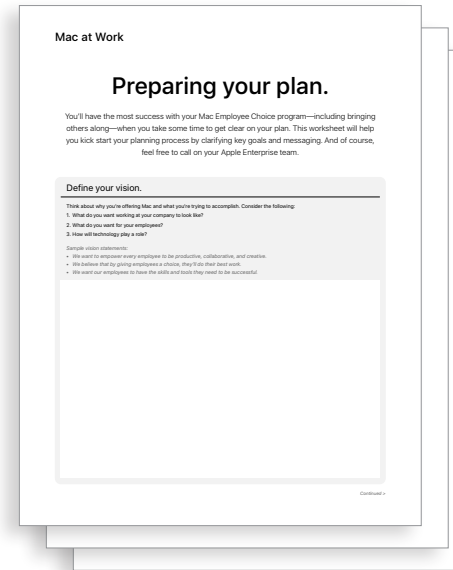 Mac at Work
Preparing your plan.
You'll have the most success with your Mac Employee Choice program—including bringing
others along—when you take some time to get clear on your plan. This worksheet will help
you kick start your planning process by clarifying key goals and messaging. And of course,
feel free to call on your Apple Enterprise team.
Define your vision.
Think about why you're offering Mac and what you're trying to accomplish. Consider the following:
1. What do you want working at your company to look like?
2. What do you want for your employees?
3. How will technology play a role?
Sample vision statements:
• We want to empower every employee to be productive, collaborative, and creative.
• We believe that by giving employees a choice, they'll do their best work.
• We want our employees to have the skills and tools they need to be successful.
Continued >